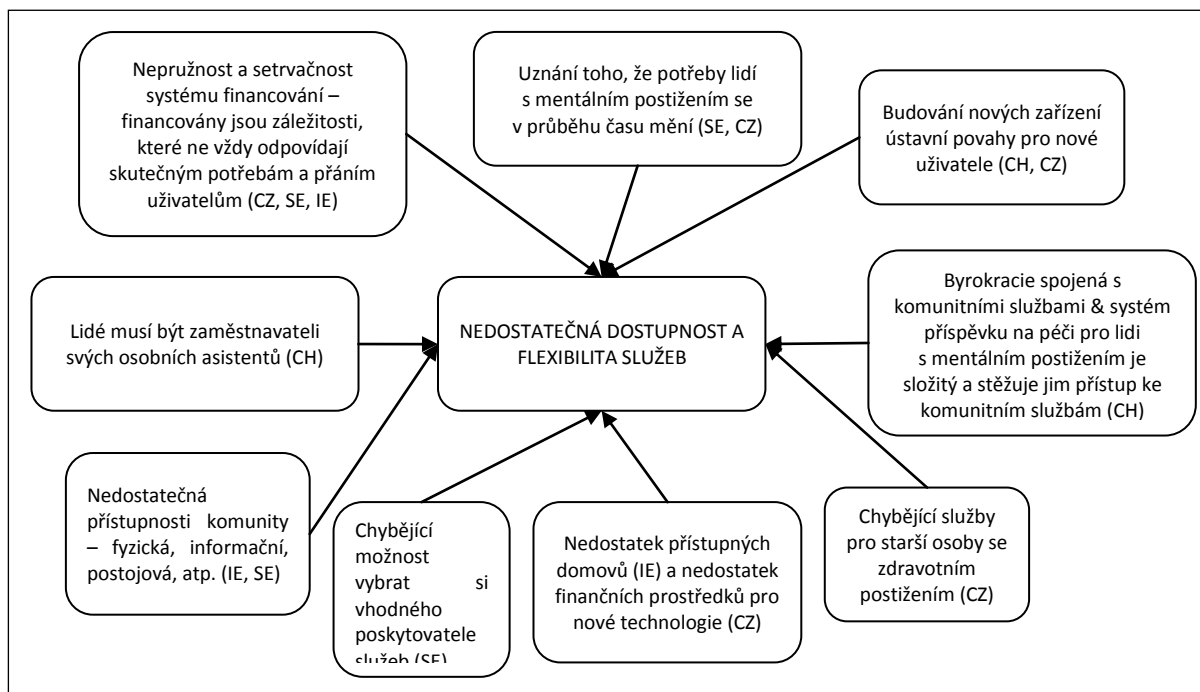 Nepružnost a setrvačnost
systému financování –
financovány jsou záležitosti,
které ne vždy odpovídají
skutečným potřebám a přáním
uživatelům (CZ, SE, IE)
Uznání toho, že potřeby lidí
s mentálním postižením se
v průběhu času mění (SE, CZ)
Budování nových zařízení
ústavní povahy pro nové
uživatele (CH, CZ)
Lidé musí být zaměstnavateli
svých osobních asistentů (CH)
NEDOSTATEČNÁ DOSTUPNOST A
FLEXIBILITA SLUŽEB
Byrokracie spojená s
komunitními službami & systém
příspěvku na péči pro lidi
s mentálním postižením je
složitý a stěžuje jim přístup ke
komunitním službám (CH)
Nedostatečná
přístupnosti komunity
– fyzická, informační,
postojová, atp. (IE, SE)
Chybějící
možnost
vybrat si
vhodného
poskytovatele
služeb (SE)
Nedostatek přístupných
domovů (IE) a nedostatek
finančních prostředků pro
nové technologie (CZ)
Chybějící služby
pro starší osoby se
zdravotním
postižením (CZ)